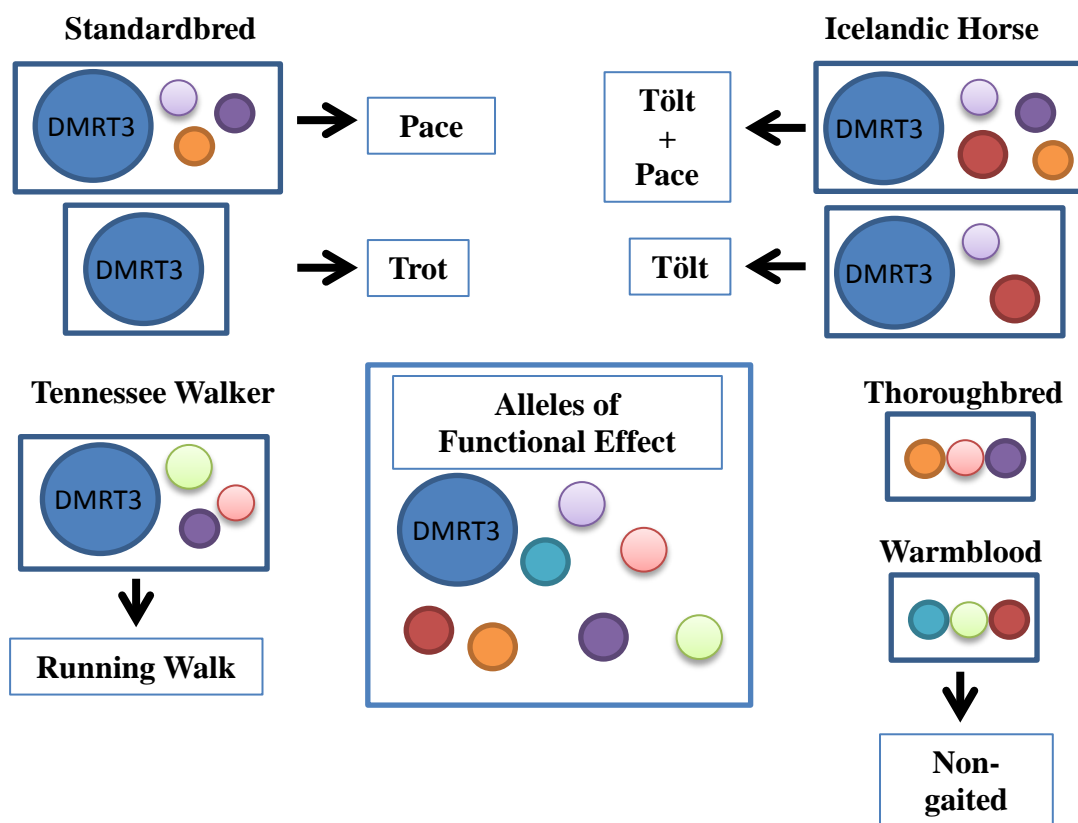 Standardbred
DMRT3
Pace
DMRT3
Trot
Icelandic Horse
DMRT3
Tölt
+
Pace
DMRT3
Tölt
Tennessee Walker
DMRT3
Running Walk
Alleles of
Functional Effect
DMRT3
Thoroughbred
Warmblood
Non-
gaited